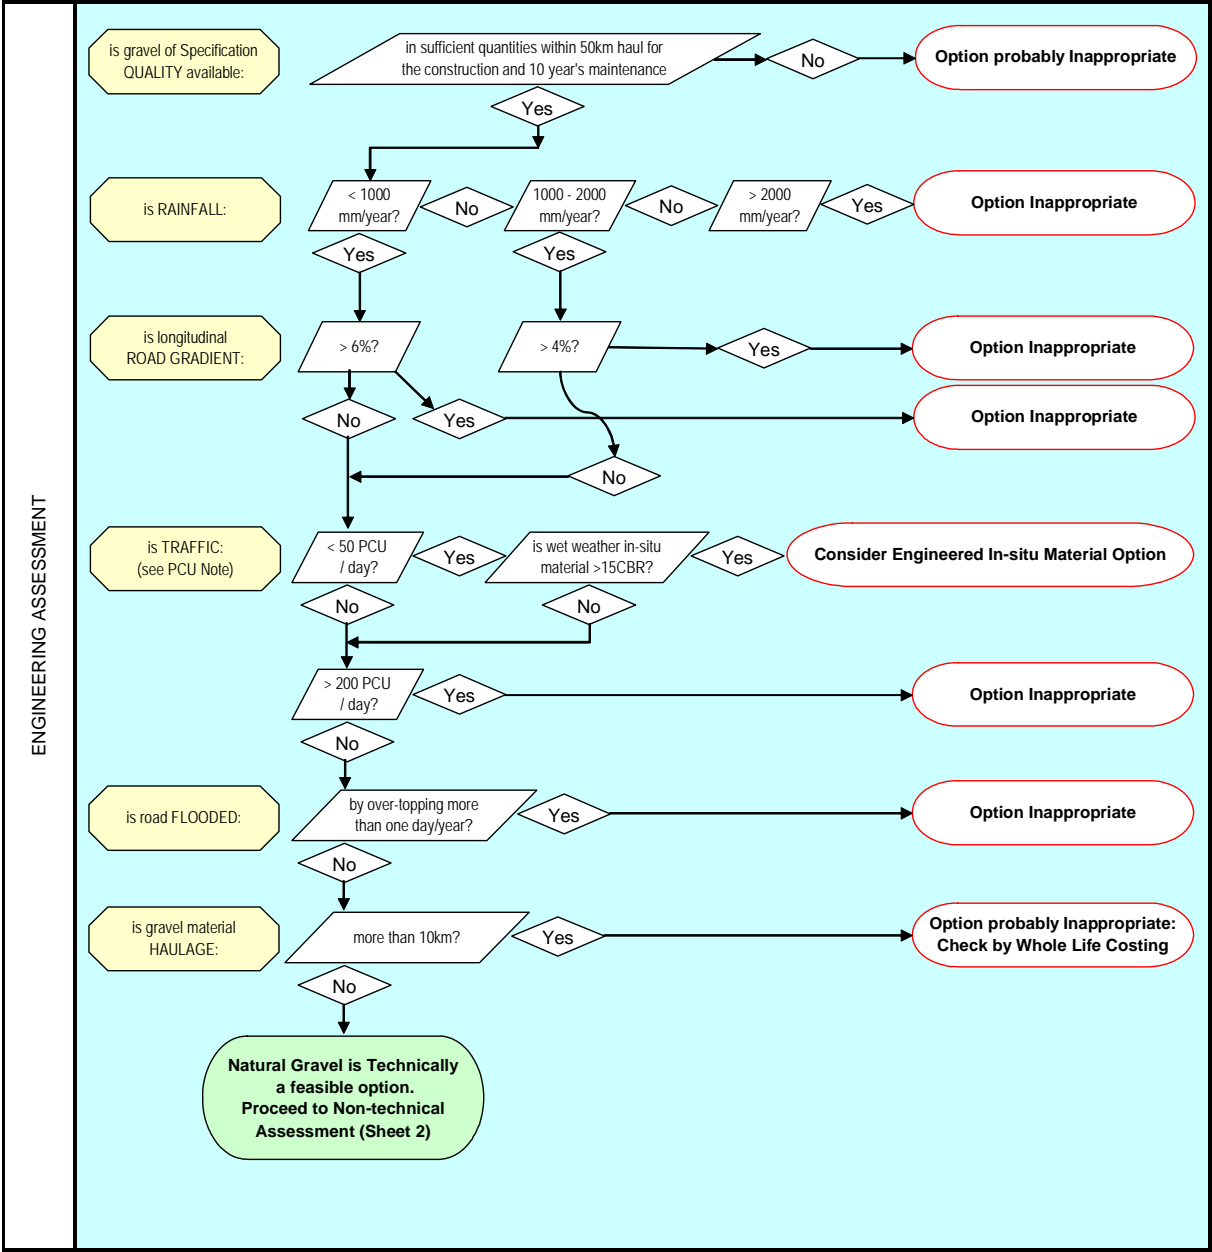 is gravel of Specification
QUALITY available:
in sufficient quantities within 50km haul for
the construction and 10 year's maintenance
No
Option probably Inappropriate
Yes
is RAINFALL:
< 1000
mm/year?
No
1000 - 2000
mm/year?
No
> 2000
mm/year?
Yes
Option Inappropriate
Yes
Yes
is longitudinal
ROAD GRADIENT:
> 6%?
> 4%?
Yes
Option Inappropriate
No
Yes
Option Inappropriate
No
ENGINEERING ASSESSMENT
is TRAFFIC:
(see PCU Note)
< 50 PCU
/ day?
Yes
is wet weather in-situ
material >15CBR?
Yes
Consider Engineered In-situ Material Option
No
No
> 200 PCU
/ day?
Yes
Option Inappropriate
No
is road FLOODED:
by over-topping more
than one day/year?
Yes
Option Inappropriate
No
is gravel material
HAULAGE:
more than 10km?
Yes
Option probably Inappropriate:
Check by Whole Life Costing
No
Natural Gravel is Technically
a feasible option.
Proceed to Non-technical
Assessment (Sheet 2)